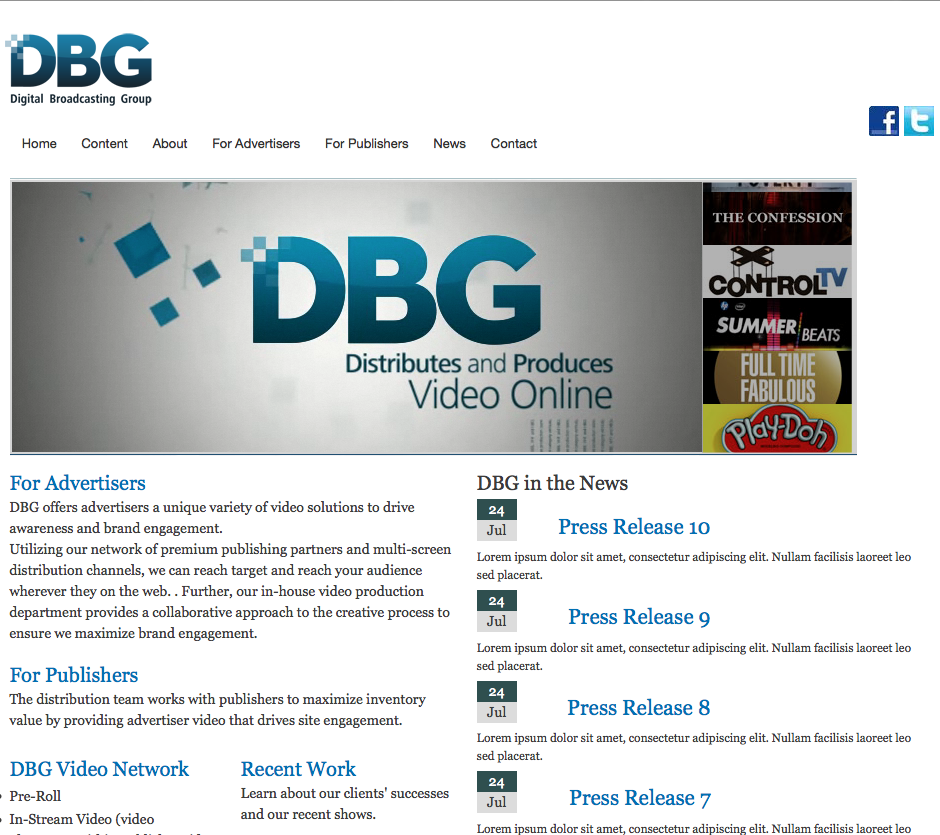 DBG
Digital Broadcasting Group
f
t
Home Content About For Advertisers For Publishers News Contact
DBG
Distributes and Produces
Video Online
POVERTY
THE CONFESSION
CONTROL TV
hp intel
SUMMER BEATS
FULL TIME
FABULOUS
PLAY-DOH
For Advertisers
DBG offers advertisers a unique variety of video solutions to drive
awareness and brand engagement.
Utilizing our network of premium publishing partners and multi-screen
distribution channels, we can reach target and reach your audience
wherever they on the web. . Further, our in-house video production
department provides a collaborative approach to the creative process to
ensure we maximize brand engagement.
For Publishers
The distribution team works with publishers to maximize inventory
value by providing advertiser video that drives site engagement.
DBG Video Network
• Pre-Roll
• In-Stream Video (video
Recent Work
Learn about our clients' successes
and our recent shows.
DBG in the News
24
Jul
Press Release 10
Lorem ipsum dolor sit amet, consectetur adipiscing elit. Nullam facilisis laoreet leo
sed placerat.
24
Jul
Press Release 9
Lorem ipsum dolor sit amet, consectetur adipiscing elit. Nullam facilisis laoreet leo
sed placerat.
24
Jul
Press Release 8
Lorem ipsum dolor sit amet, consectetur adipiscing elit. Nullam facilisis laoreet leo
sed placerat.
24
Jul
Press Release 7
Lorem ipsum dolor sit amet, consectetur adipiscing elit. Nullam facilisis laoreet leo